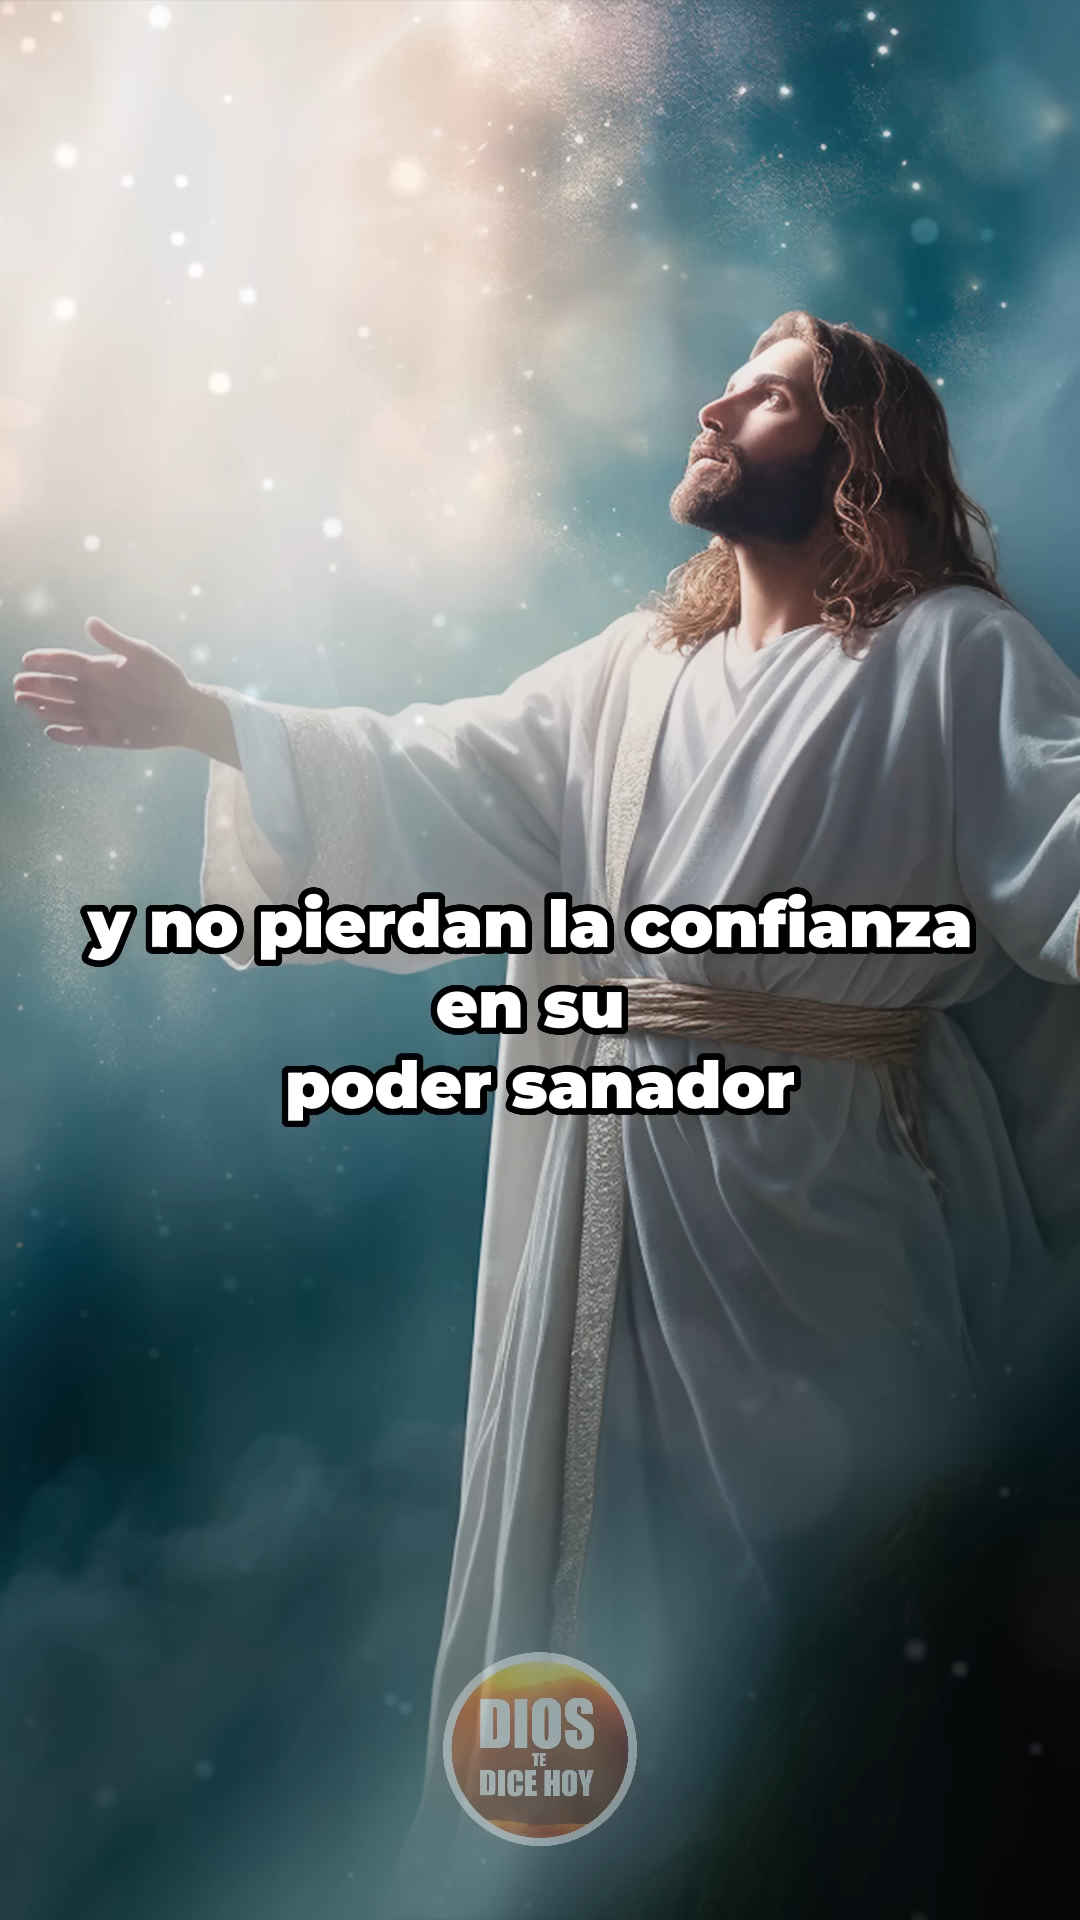 y no pierdan la confianza
en su
poder sanador
DIOS
TE
DICE HOY